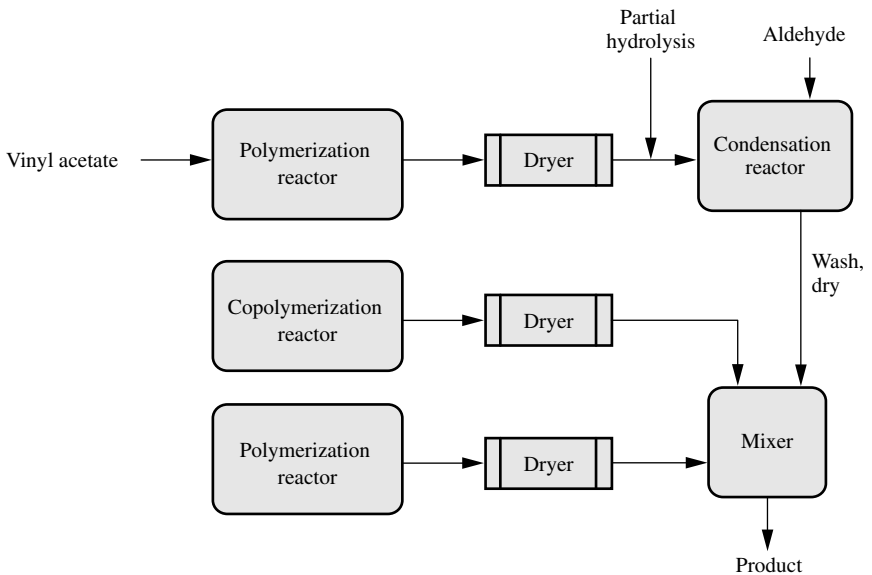 Partial
hydrolysis
Aldehyde
Vinyl acetate
Polymerization
reactor
Dryer
Condensation
reactor
Wash,
dry
Copolymerization
reactor
Dryer
Polymerization
reactor
Dryer
Mixer
Product